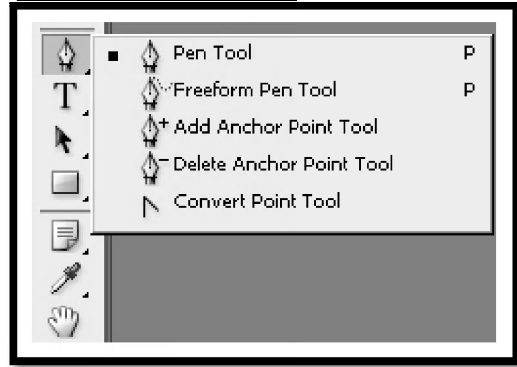 Pen Tool P
Freeform Pen Tool P
Add Anchor Point Tool
Delete Anchor Point Tool
Convert Point Tool
T